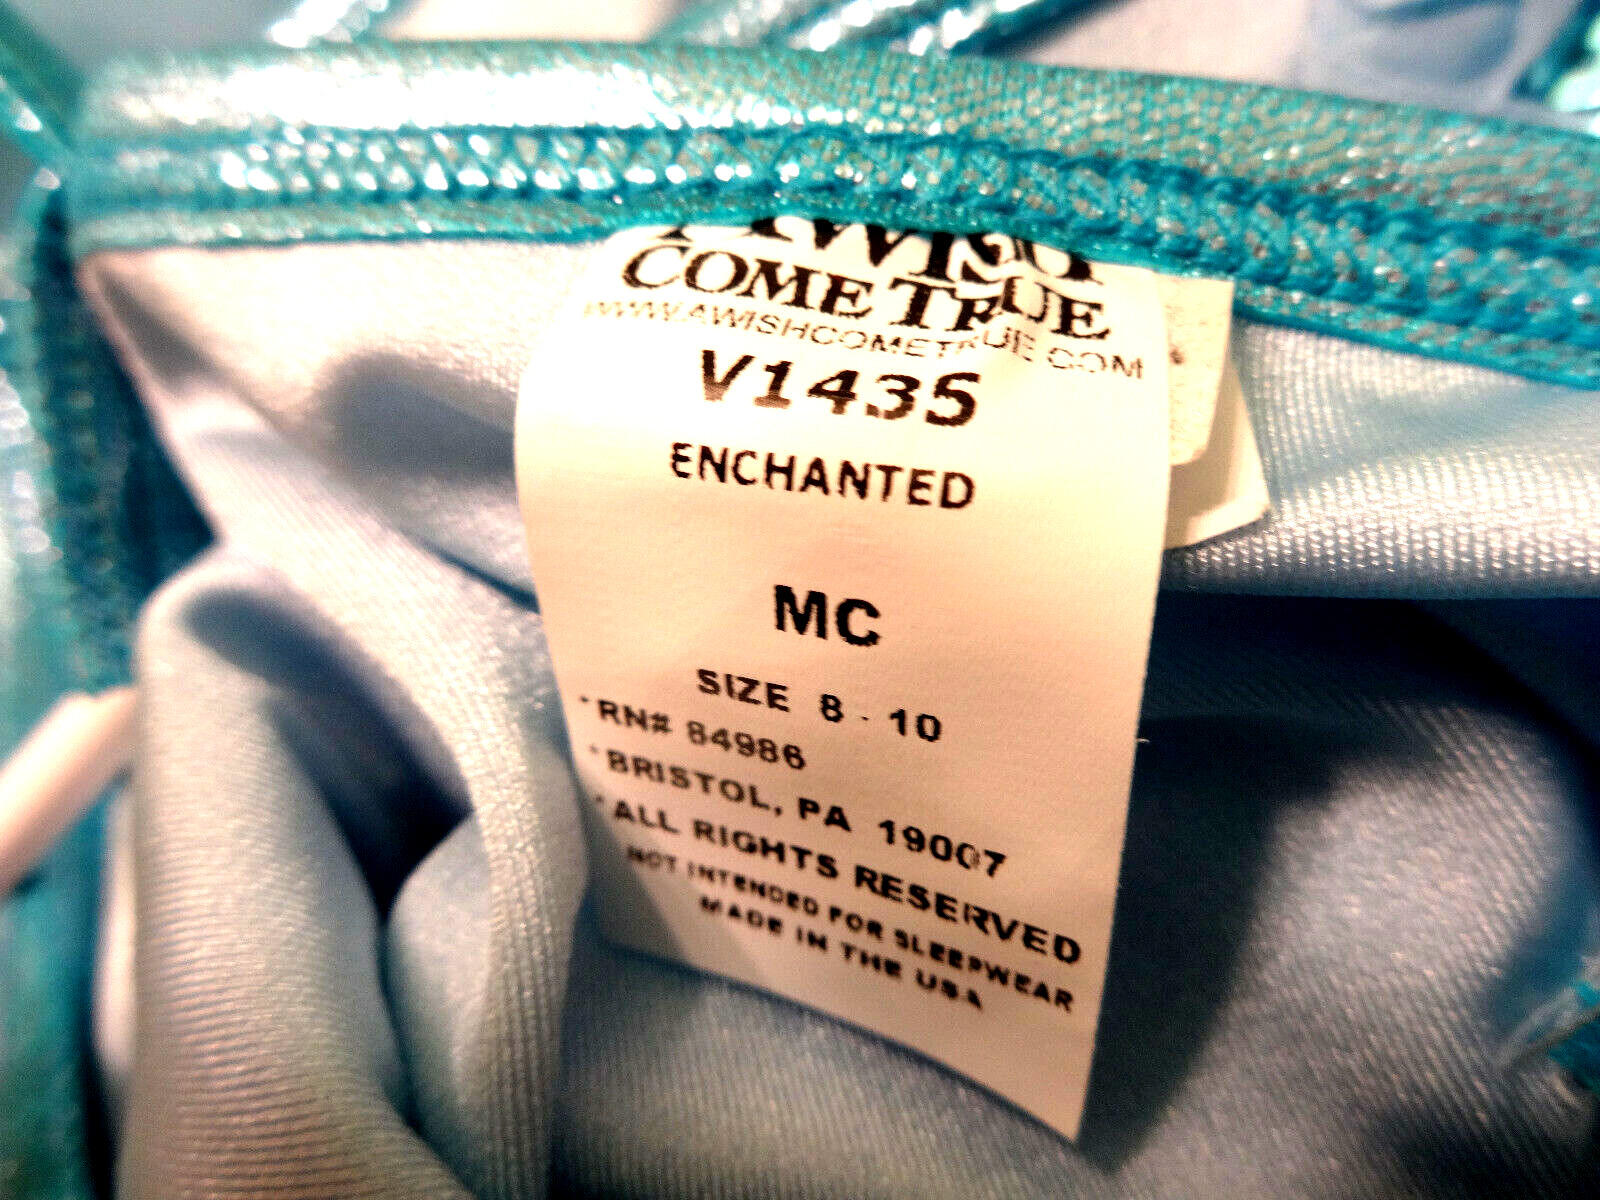 A WISH
COME TRUE
WWW.AWISHCOMETRUE.COM
V1435
ENCHANTED
MC
SIZE 8 - 10
*RN# 84986
*BRISTOL, PA 19007
*ALL RIGHTS RESERVED
NOT INTENDED FOR SLEEPWEAR
MADE IN THE USA